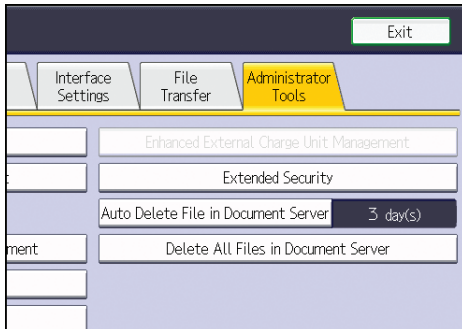 Exit
Interface
Settings
File
Transfer
Administrator
Tools
Enhanced External Charge Unit Management
Extended Security
Auto Delete File in Document Server 3 day(s)
ment Delete All Files in Document Server